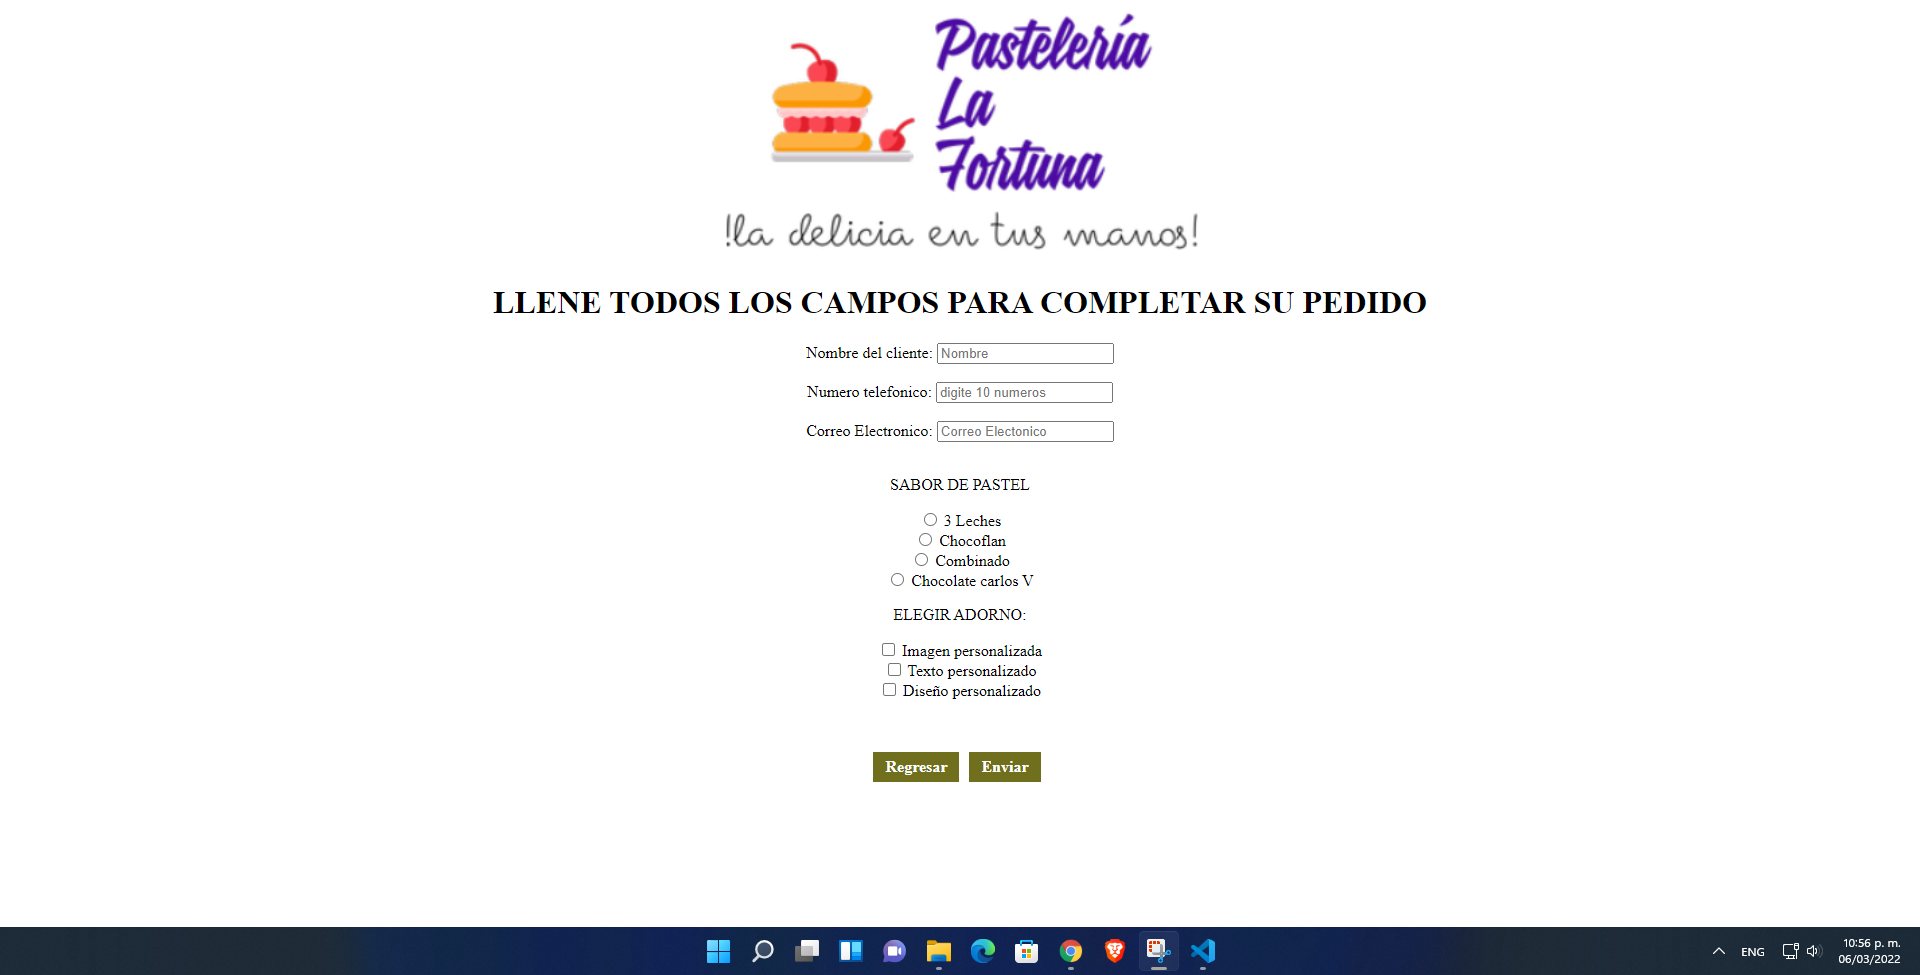 Pastelería
La
Fortuna
!la delicia en tus manos!
LLENE TODOS LOS CAMPOS PARA COMPLETAR SU PEDIDO
Nombre del cliente: Nombre
Numero telefonico: digite 10 numeros
Correo Electronico: Correo Electonico
SABOR DE PASTEL
3 Leches
Chocoflan
Combinado
Chocolate carlos V
ELEGIR ADORNO:
Imagen personalizada
Texto personalizado
Diseño personalizado
Regresar Enviar
ENG
10:56 p. m.
06/03/2022